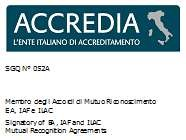 ACCREDIA
L'ENTE ITALIANO DI ACCREDITAMENTO
SGQ N° 052A
Membro degli Accordi di Mutuo Riconoscimento
EA, IAF e ILAC
Signatory of EA, IAF and ILAC
Mutual Recognition Agreements